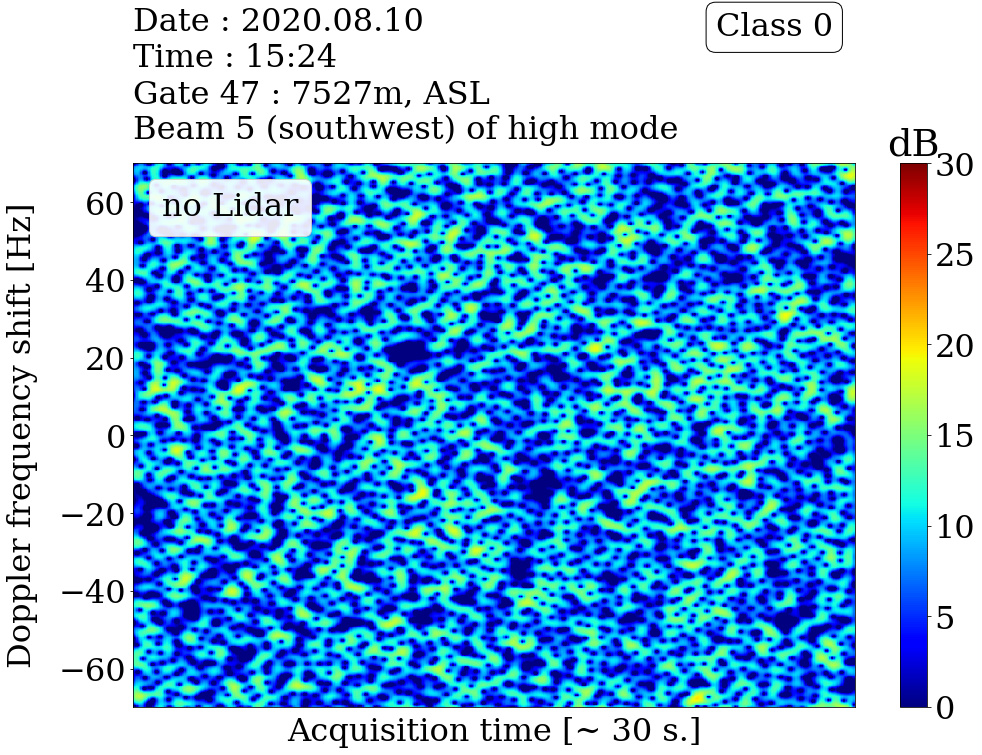 Date : 2020.08.10
Time : 15:24
Gate 47 : 7527m, ASL
Beam 5 (southwest) of high mode
Class 0
no Lidar
dB
30
25
20
15
10
5
0
Doppler frequency shift [Hz]
60
40
20
0
−20
−40
−60
Acquisition time [~ 30 s.]